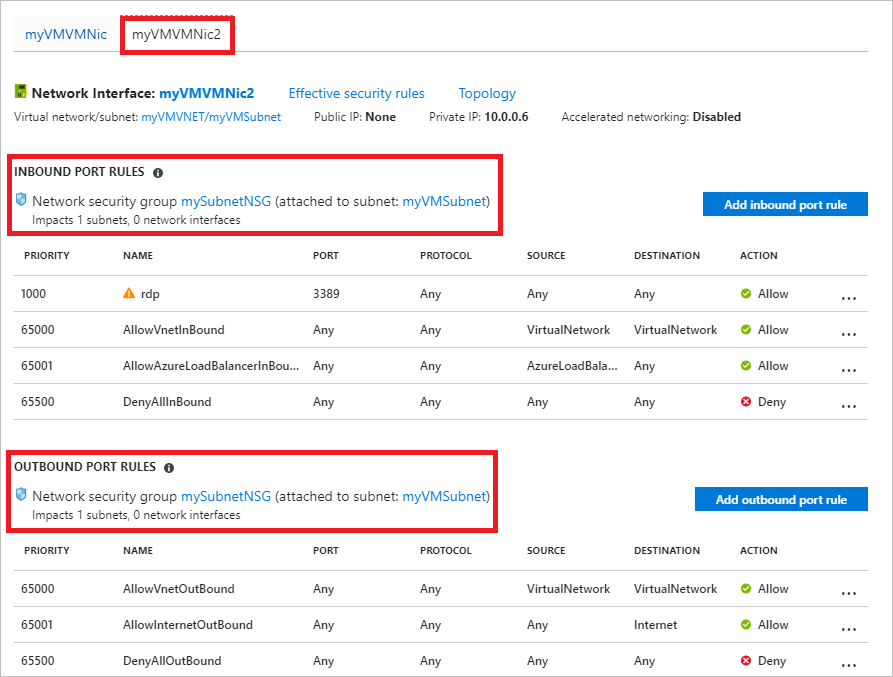 myVMVMNic myVMVMNic2
Network Interface: myVMVMNic2 Effective security rules Topology
Virtual network/subnet: myVMVNET/myVMSubnet Public IP: None Private IP: 10.0.0.6 Accelerated networking: Disabled
INBOUND PORT RULES
Network security group mySubnetNSG (attached to subnet: myVMSubnet)
Impacts 1 subnets, 0 network interfaces
Add inbound port rule
PRIORITY NAME PORT PROTOCOL SOURCE DESTINATION ACTION
1000 rdp 3389 Any Any Any Allow ...
65000 AllowVnetInBound Any Any VirtualNetwork VirtualNetwork Allow ...
65001 AllowAzureLoadBalancerInBou... Any Any AzureLoadBala... Any Allow ...
65500 DenyAllInBound Any Any Any Any Deny ...
OUTBOUND PORT RULES
Network security group mySubnetNSG (attached to subnet: myVMSubnet)
Impacts 1 subnets, 0 network interfaces
Add outbound port rule
PRIORITY NAME PORT PROTOCOL SOURCE DESTINATION ACTION
65000 AllowVnetOutBound Any Any VirtualNetwork VirtualNetwork Allow ...
65001 AllowInternetOutBound Any Any Any Internet Allow ...
65500 DenyAllOutBound Any Any Any Any Deny ...